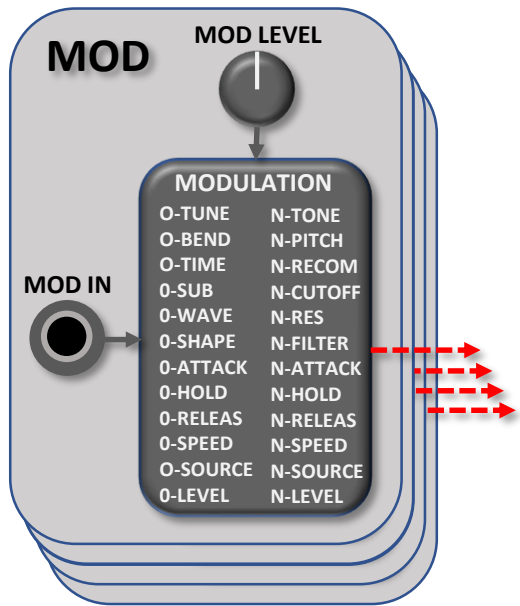 MOD
MOD LEVEL
MODULATION
O-TUNE N-TONE
O-BEND N-PITCH
O-TIME N-RECOM
0-SUB N-CUTOFF
0-WAVE N-RES
0-SHAPE N-FILTER
0-ATTACK N-ATTACK
0-HOLD N-HOLD
0-RELEAS N-RELEAS
0-SPEED N-SPEED
O-SOURCE N-SOURCE
0-LEVEL N-LEVEL
MOD IN